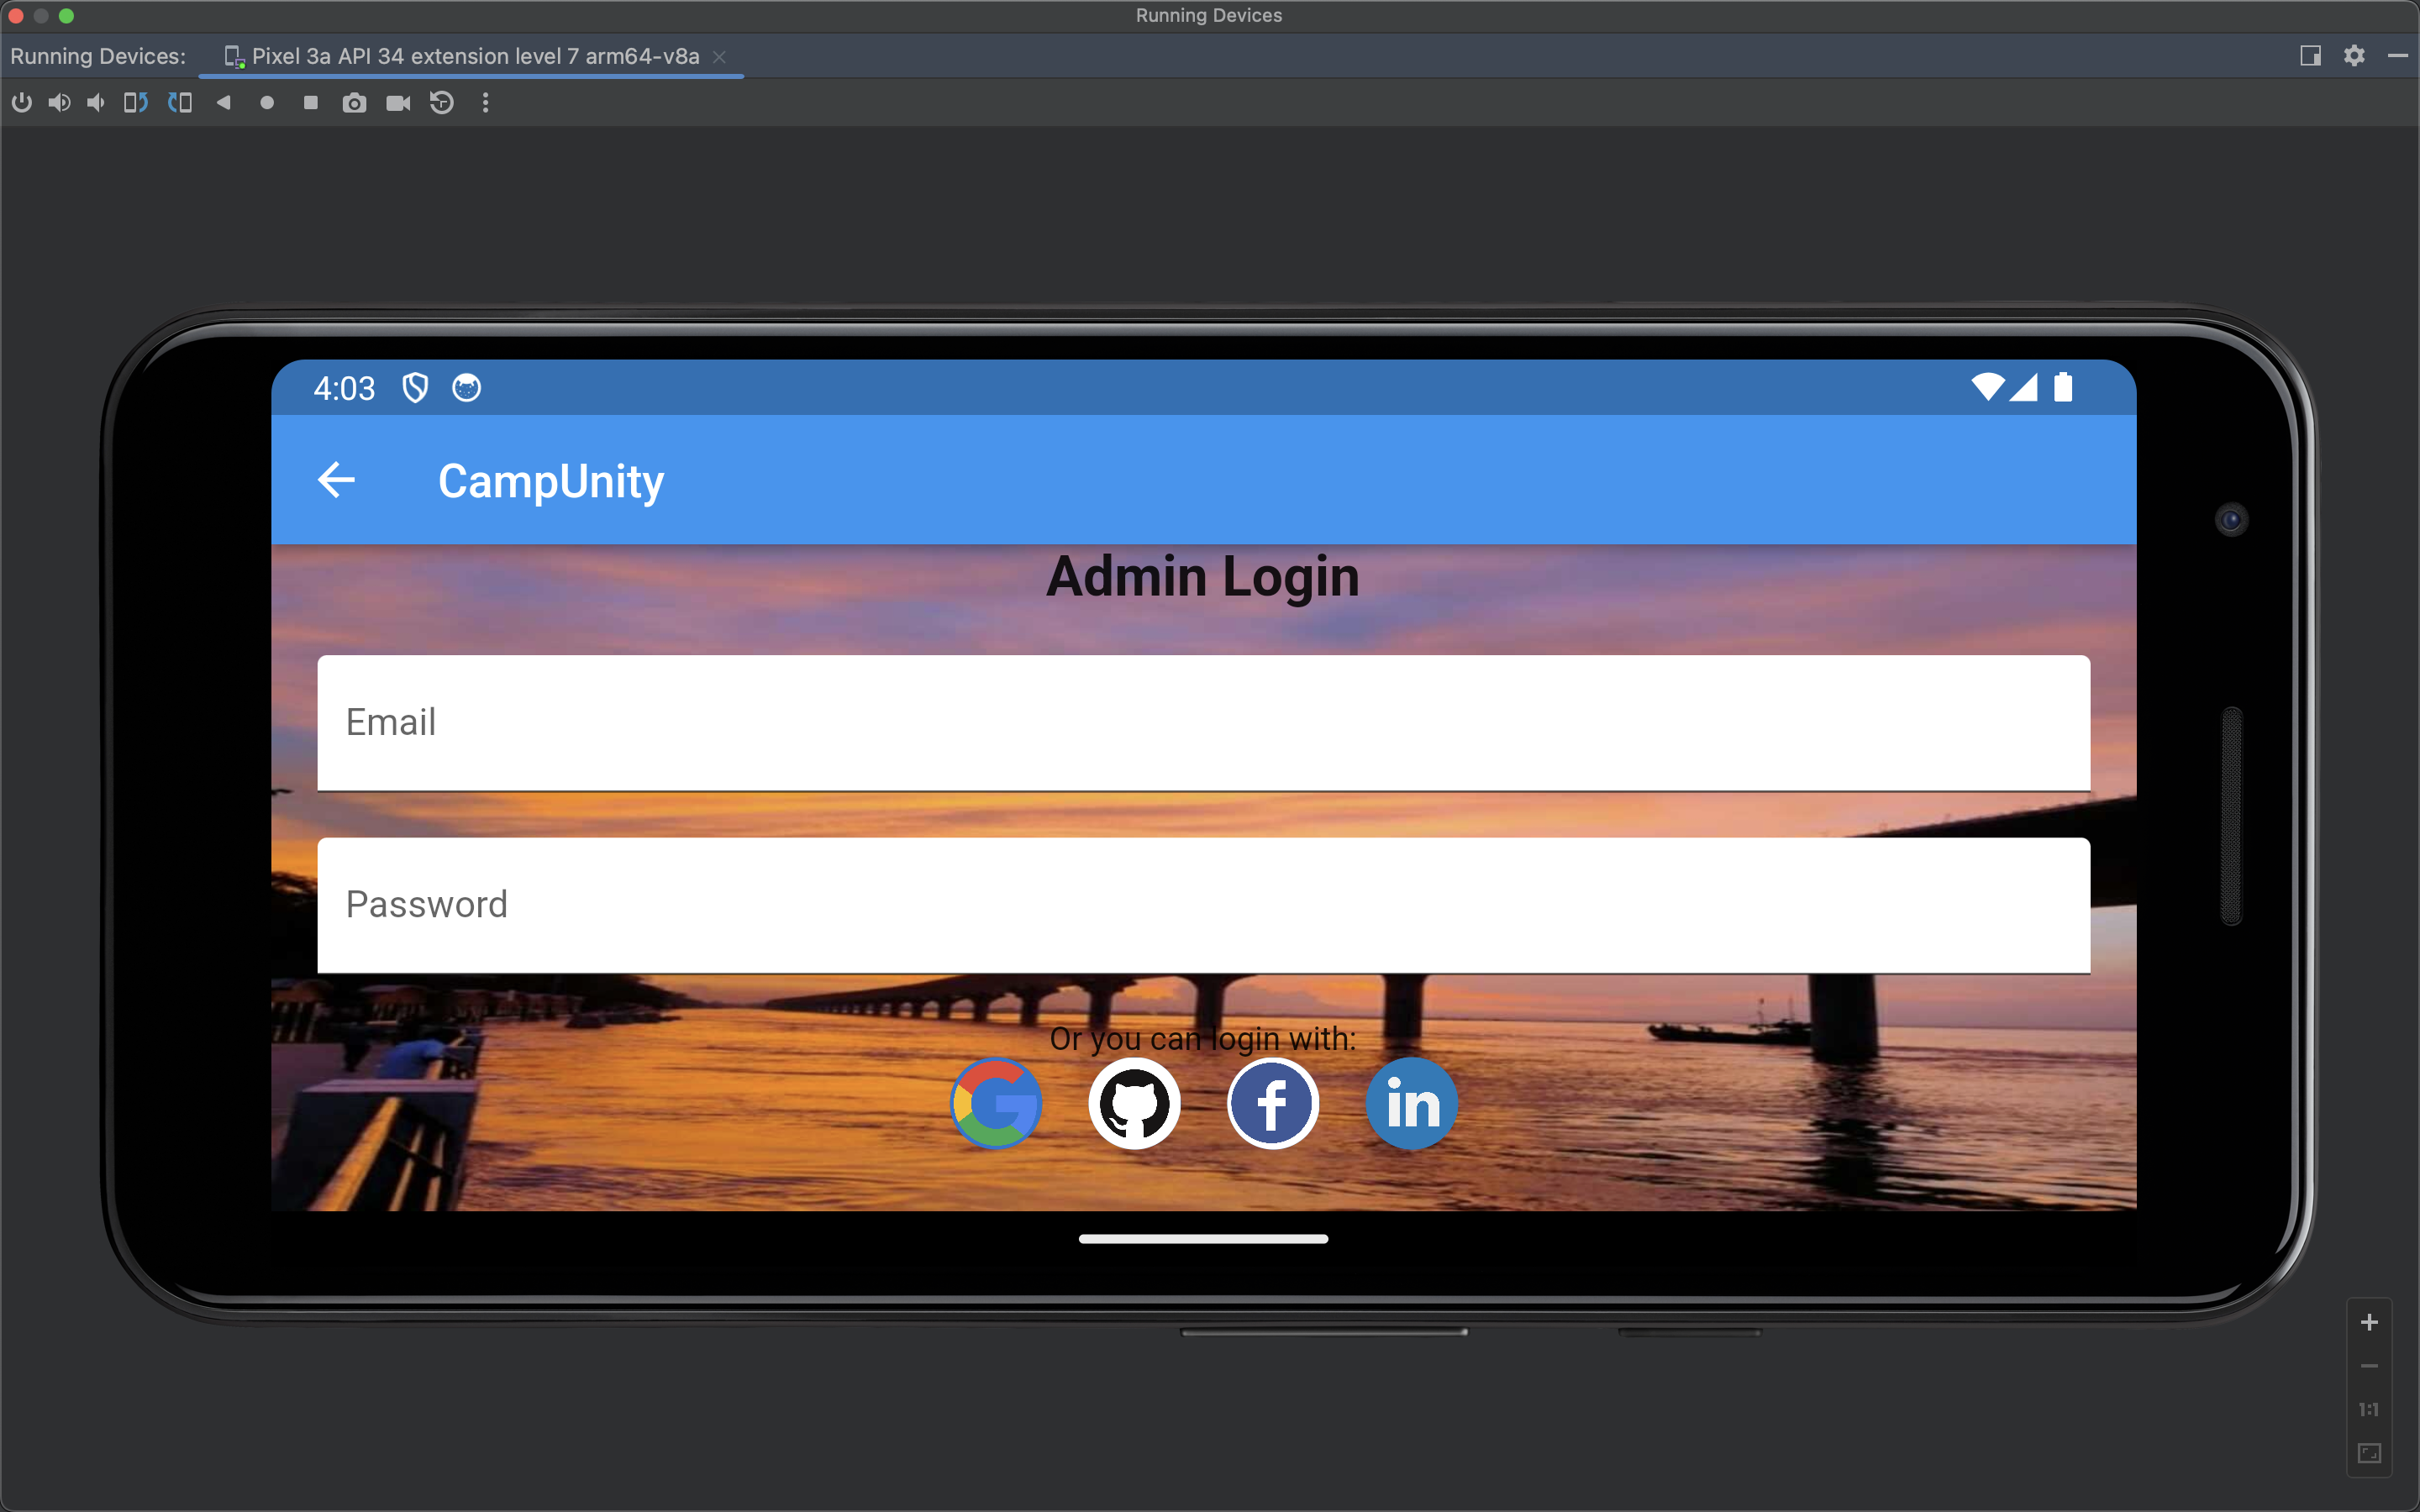 Running Devices
Running Devices: Pixel 3a API 34 extension level 7 arm64-v8a
4:03
CampUnity
Admin Login
Email
Password
Or you can login with:
f in
1:1